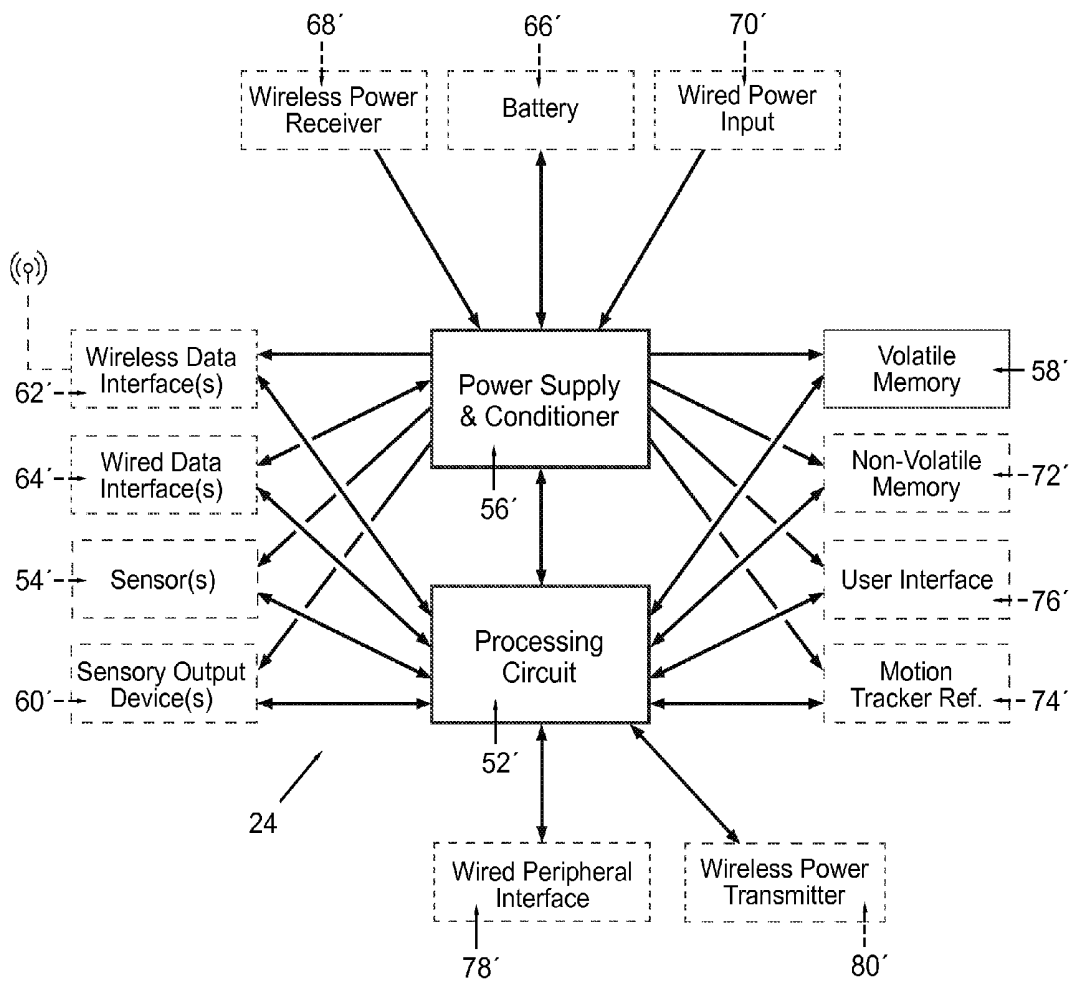 68´
66´
70´
Wireless Power
Receiver
Battery
Wired Power
Input
Wireless Data
Interface(s)
62´
Power Supply
& Conditioner
56´
Volatile
Memory
58´
Wired Data
Interface(s)
64´
Non-Volatile
Memory
72´
Sensor(s)
54´
User Interface
76´
Processing
Circuit
52´
Sensory Output
Device(s)
60´
Motion
Tracker Ref.
74´
24
Wired Peripheral
Interface
78´
Wireless Power
Transmitter
80´